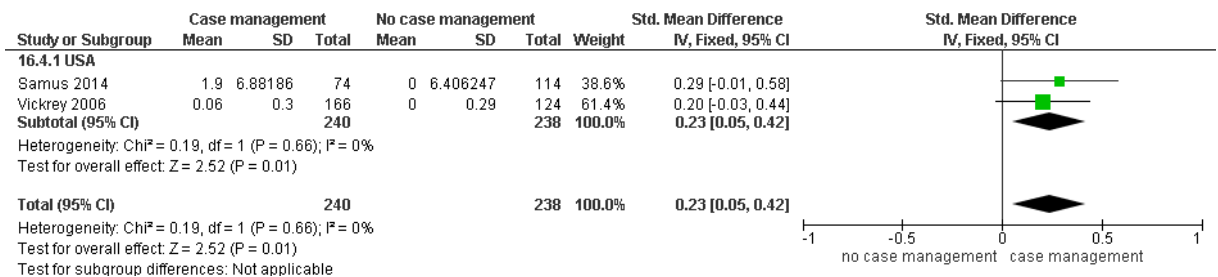 Case management No case management Std. Mean Difference Std. Mean Difference
Study or Subgroup Mean SD Total Mean SD Total Weight IV, Fixed, 95% CI IV, Fixed, 95% CI
16.4.1 USA
Samus 2014 1.9 6.88186 74 0 6.406247 114 38.6% 0.29 [-0.01, 0.58]
Vickrey 2006 0.06 0.3 166 0 0.29 124 61.4% 0.20 [-0.03, 0.44]
Subtotal (95% CI) 240 238 100.0% 0.23 [0.05, 0.42]
Heterogeneity: Chi² = 0.19, df = 1 (P = 0.66); I² = 0%
Test for overall effect: Z = 2.52 (P = 0.01)
Total (95% CI) 240 238 100.0% 0.23 [0.05, 0.42]
Heterogeneity: Chi² = 0.19, df = 1 (P = 0.66); I² = 0%
Test for overall effect: Z = 2.52 (P = 0.01)
Test for subgroup differences: Not applicable
-1 -0.5 0 0.5 1
no case management case management